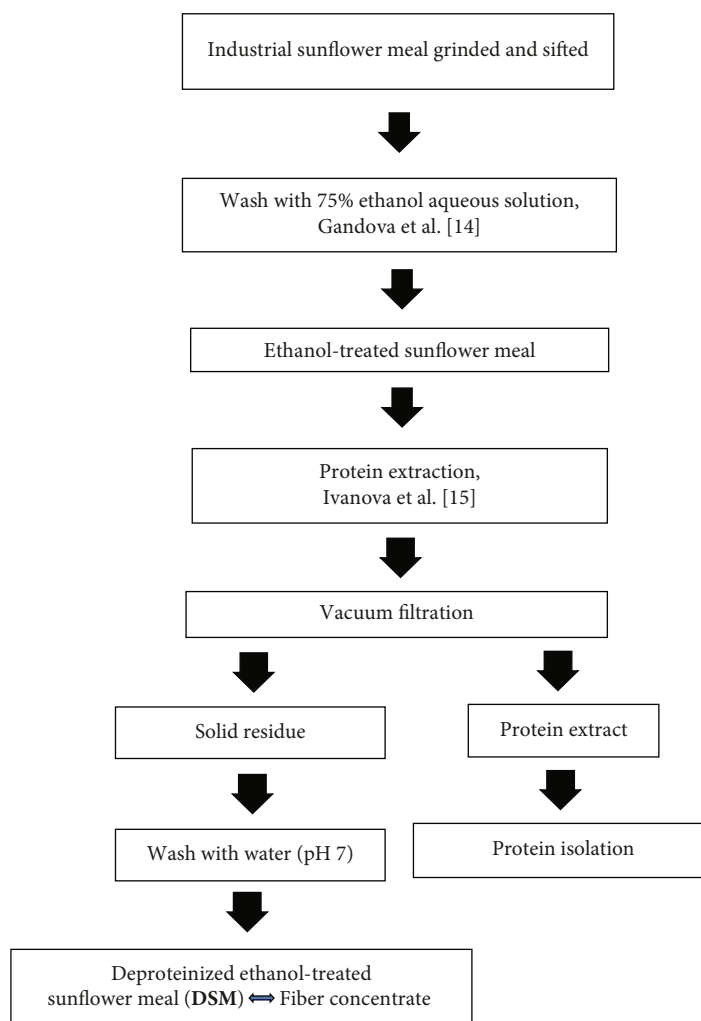 Industrial sunflower meal grinded and sifted
Wash with 75% ethanol aqueous solution,
Gandova et al. [14]
Ethanol-treated sunflower meal
Protein extraction,
Ivanova et al. [15]
Vacuum filtration
Solid residue
Protein extract
Wash with water (pH 7)
Protein isolation
Deproteinized ethanol-treated
sunflower meal (DSM) ⇔ Fiber concentrate